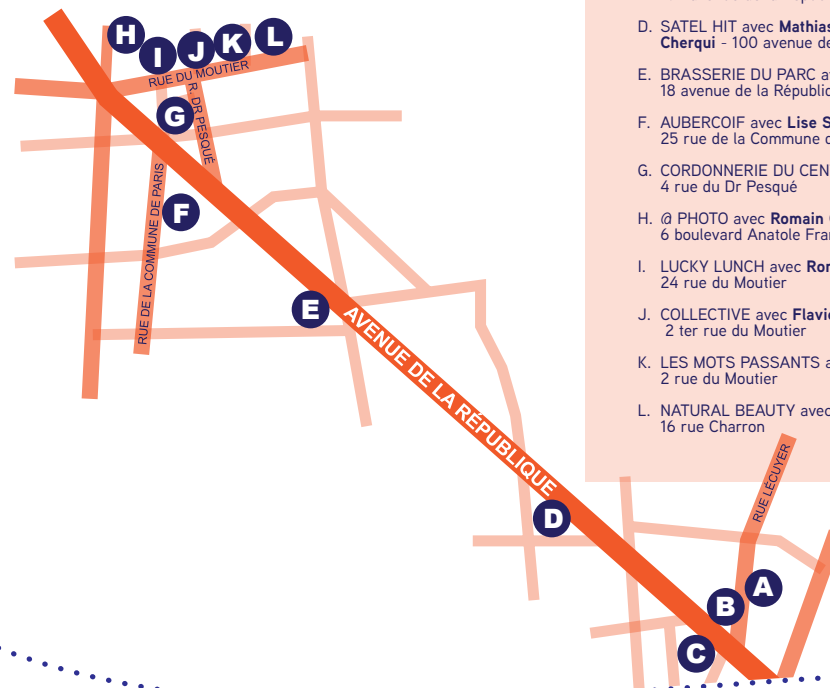 H
I
J
K
L
RUE DU MOUTIER
G
R. DR PESQUÉ
F
RUE DE LA COMMUNE DE PARIS
E
AVENUE DE LA RÉPUBLIQUE
D
RUE LÉCUYER
A
B
C
D. SATEL HIT avec Mathias
Cherqui - 100 avenue de
E. BRASSERIE DU PARC
18 avenue de la
F. AUBERCOIF avec Lise
25 rue de la Commune
G. CORDONNERIE DU
4 rue du Dr Pesqué
H. @ PHOTO avec Romain
6 boulevard Anatole
I. LUCKY LUNCH avec
24 rue du Moutier
J. COLLECTIVE avec
2 ter rue du Moutier
K. LES MOTS PASSANTS
2 rue du Moutier
L. NATURAL BEAUTY avec
16 rue Charron